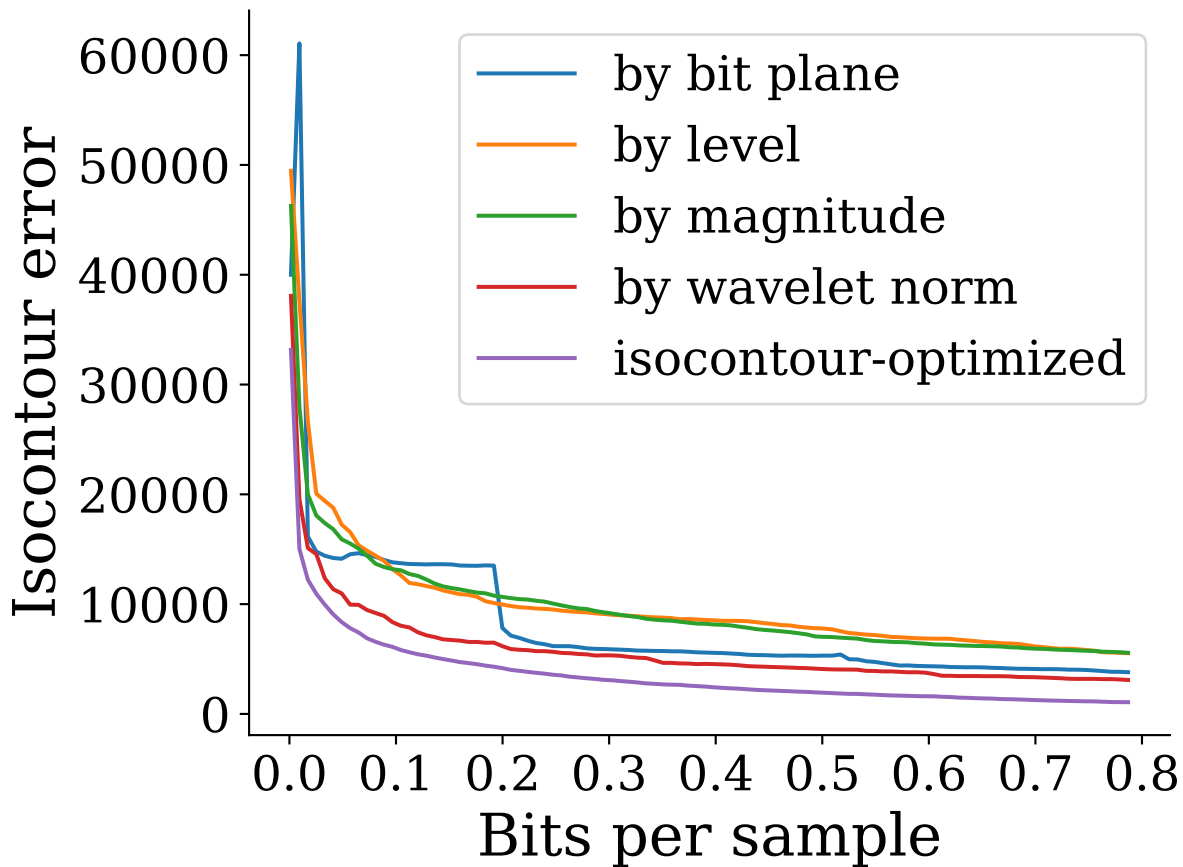 60000
50000
40000
30000
20000
10000
0
Isocontour error
by bit plane
by level
by magnitude
by wavelet norm
isocontour-optimized
0.0 0.1 0.2 0.3 0.4 0.5 0.6 0.7 0.8
Bits per sample